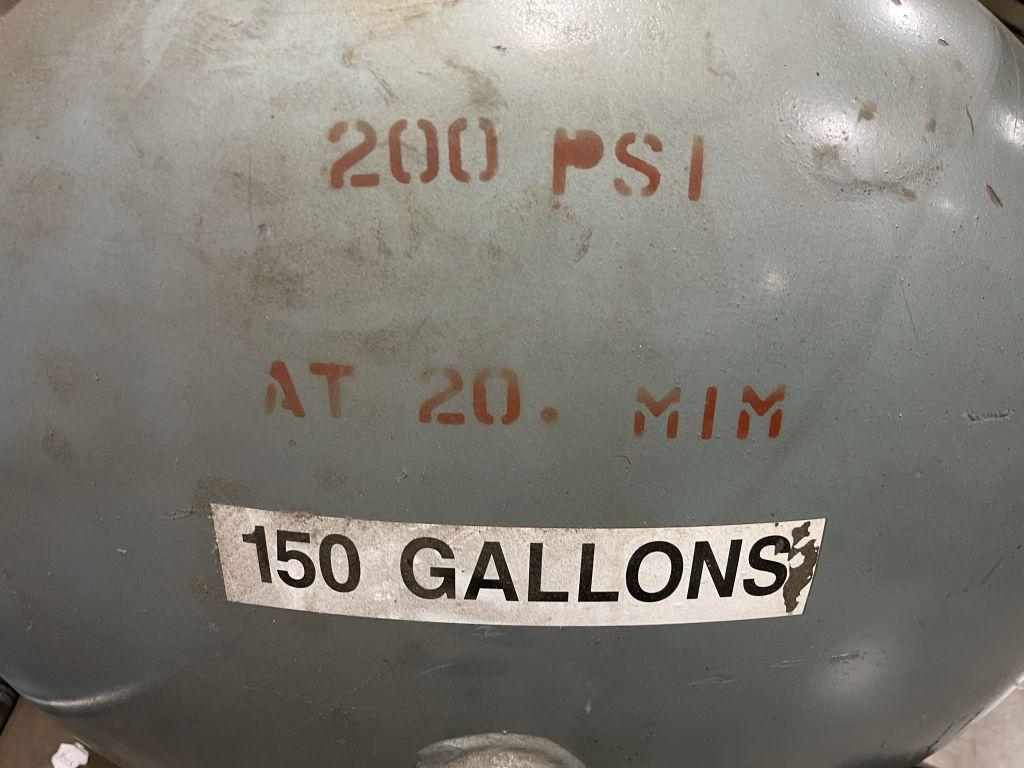 200 PSI
AT 20. MIM
150 GALLONS